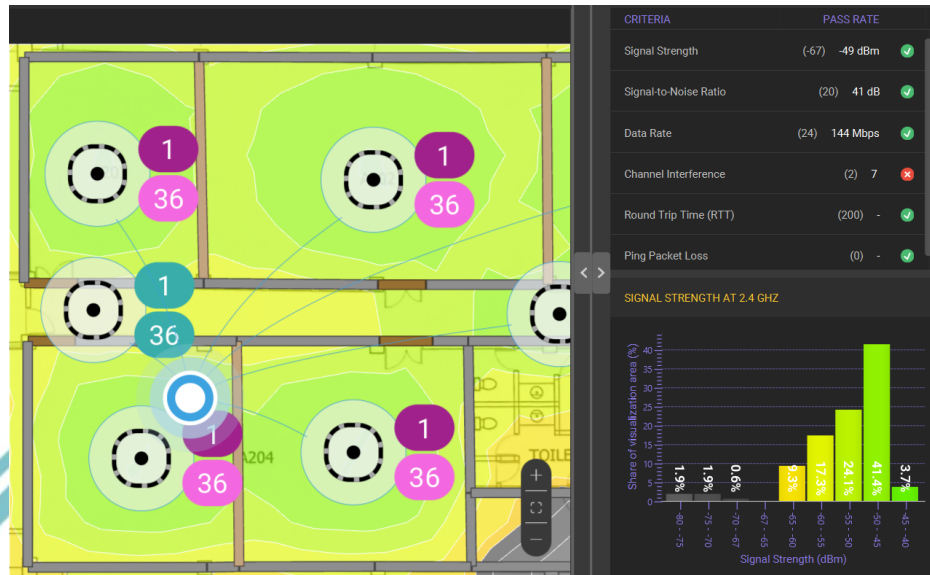 CRITERIA PASS RATE
Signal Strength (-67) -49 dBm
Signal-to-Noise Ratio (20) 41 dB
Data Rate (24) 144 Mbps
Channel Interference (2) 7
Round Trip Time (RTT) (200) -
Ping Packet Loss (0) -
1
36
1
36
1
36
1
36
1
36
A204
TOILE
+
−
< >
SIGNAL STRENGTH AT 2.4 GHZ
Share of visualization area (%)
40
35
30
25
20
15
10
5
0
1.9%
1.9%
0.6%
9.3%
17.3%
24.1%
41.4%
3.7%
-80 - -75
-75 - -70
-70 - -67
-67 - -65
-65 - -60
-60 - -55
-55 - -50
-50 - -45
-45 - -40
Signal Strength (dBm)